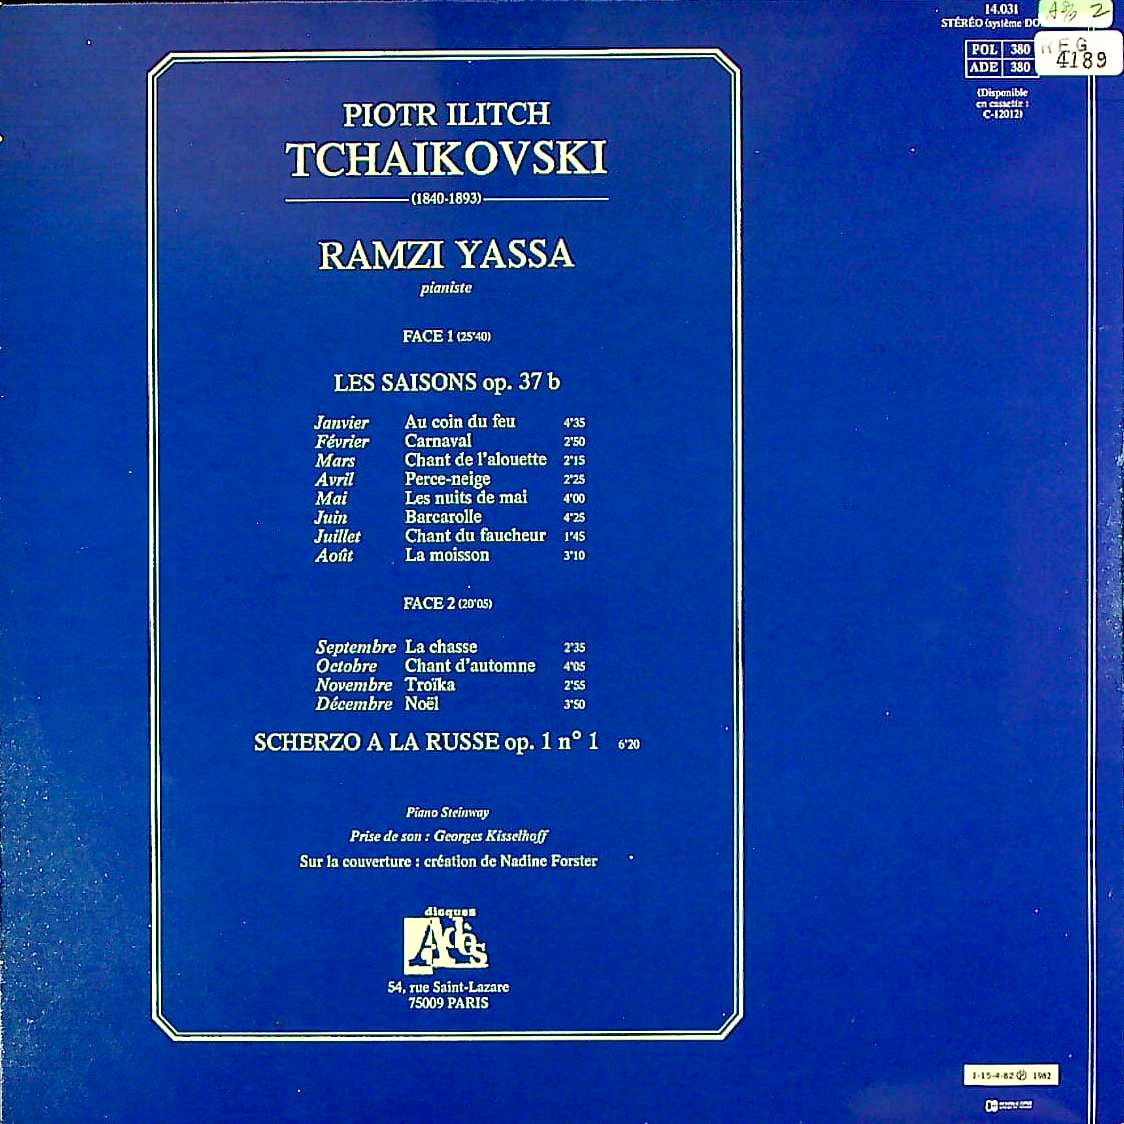 14.031
STÉRÉO (système DO
A 2
REG
4189
POL 380
ADE 380
(Disponible
en cassette :
C-12012)
PIOTR ILITCH
TCHAIKOVSKI
(1840-1893)
RAMZI YASSA
pianiste
FACE 1 (25'40)
LES SAISONS op. 37 b
Janvier Au coin du feu 4'35
Février Carnaval 2'50
Mars Chant de l'alouette 2'15
Avril Perce-neige 2'25
Mai Les nuits de mai 4'00
Juin Barcarolle 4'25
Juillet Chant du faucheur 1'45
Août La moisson 3'10
FACE 2 (20'05)
Septembre La chasse 2'35
Octobre Chant d'automne 4'05
Novembre Troïka 2'55
Décembre Noël 3'50
SCHERZO A LA RUSSE op. 1 n° 1 6'20
Piano Steinway
Prise de son : Georges Kisselhoff
Sur la couverture : création de Nadine Forster
disques
Adès
54, rue Saint-Lazare
75009 PARIS
1-15-4-82 ℗ 1982